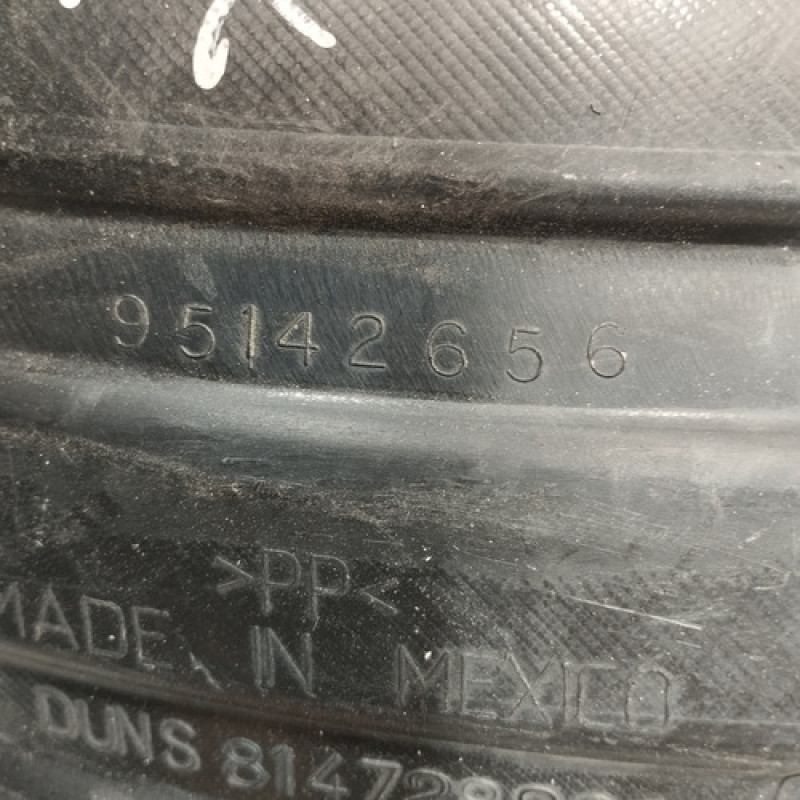 95142656
>PP<
MADE IN MEXICO
DUNS